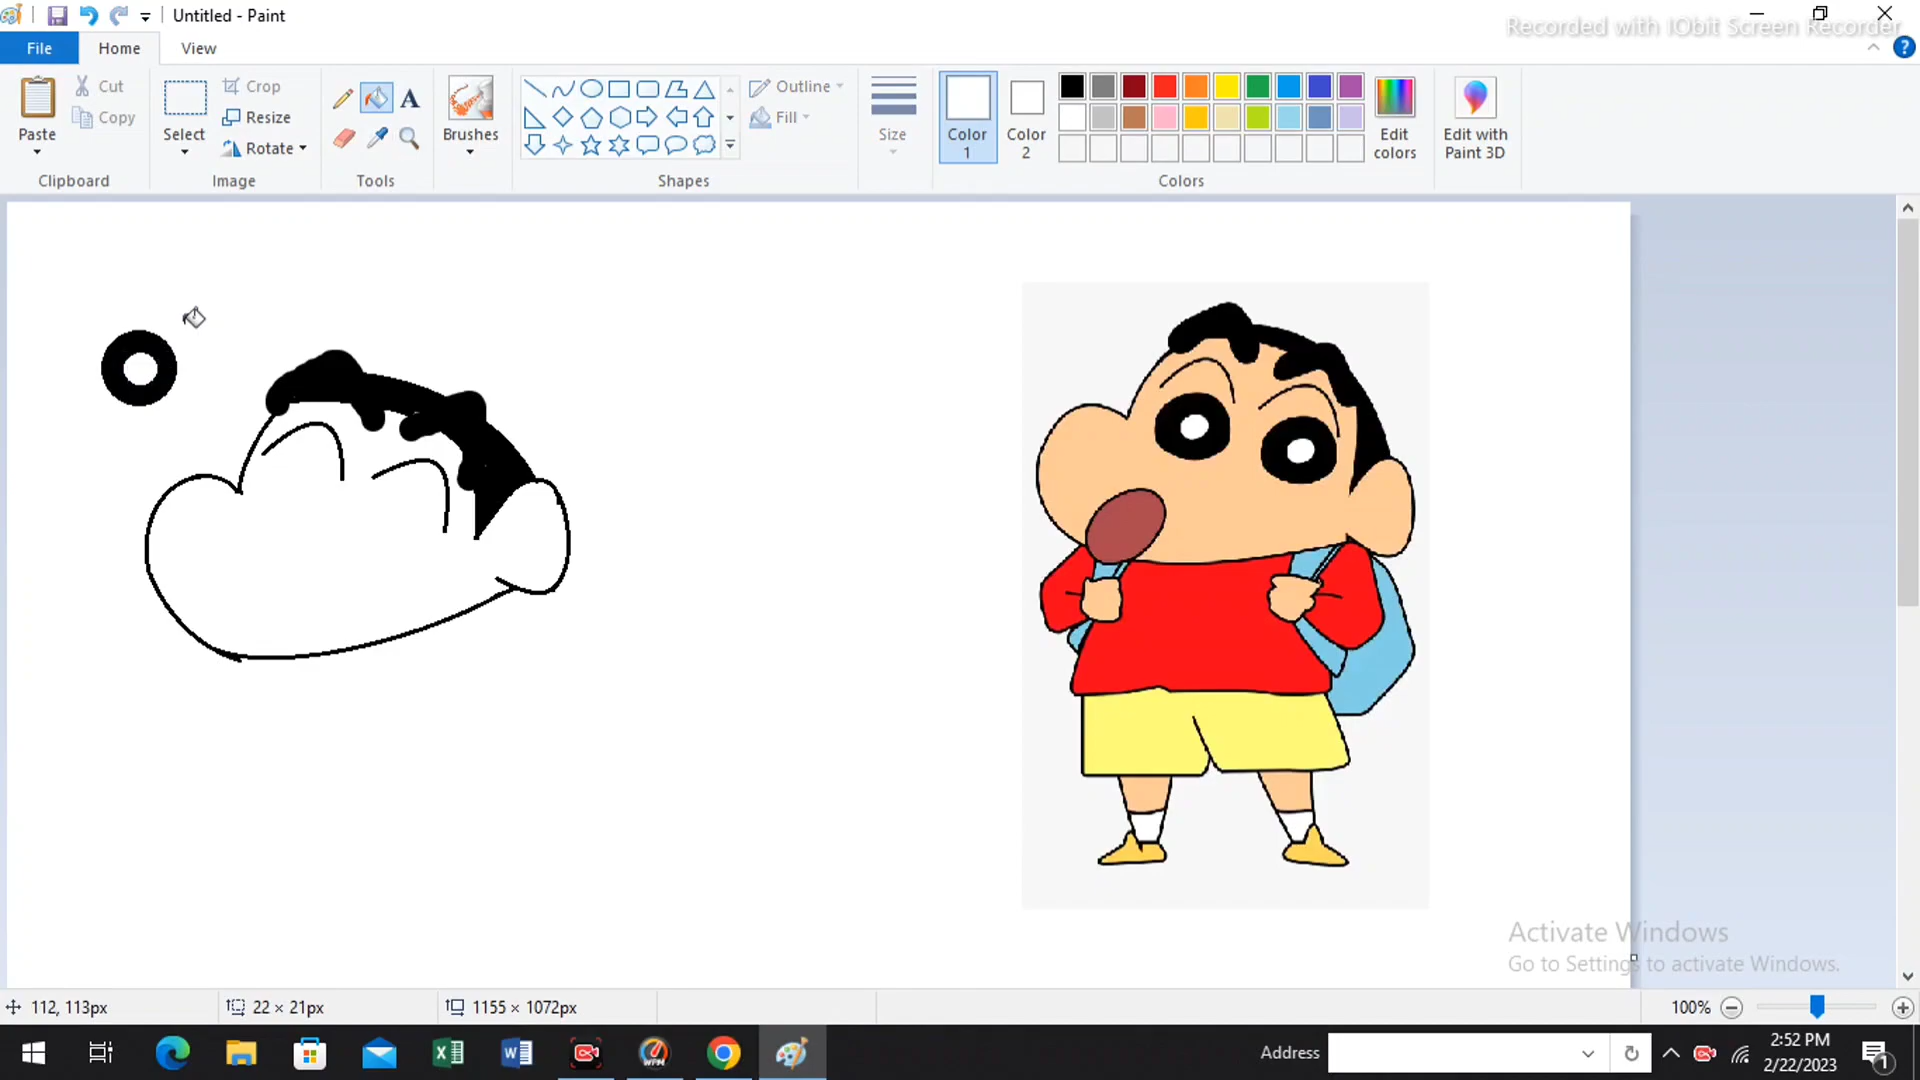 Untitled - Paint
Recorded with IObit Screen Recorder
File
Home
View
Paste
Cut
Copy
Clipboard
Select
Crop
Resize
Rotate
Image
A
Tools
Brushes
Shapes
Outline
Fill
Size
Color
1
Color
2
Colors
Edit
colors
Edit with
Paint 3D
Activate Windows
Go to Settings to activate Windows.
112, 113px
22 × 21px
1155 × 1072px
100%
WPM
Address
2:52 PM
2/22/2023
1